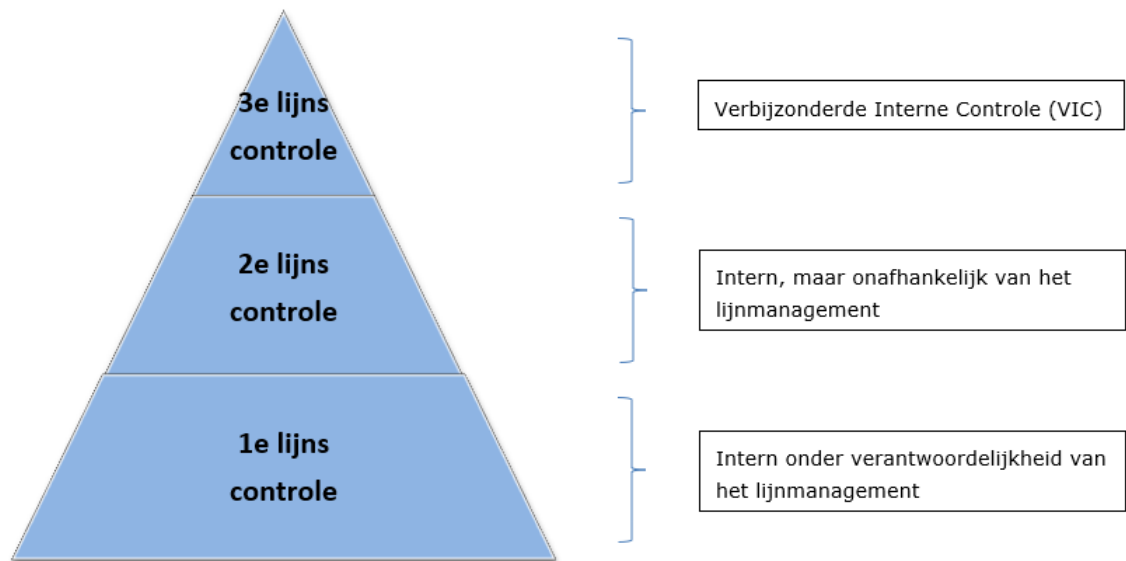 3e lijns
controle
Verbijzonderde Interne Controle (VIC)
2e lijns
controle
Intern, maar onafhankelijk van het
lijnmanagement
1e lijns
controle
Intern onder verantwoordelijkheid van
het lijnmanagement